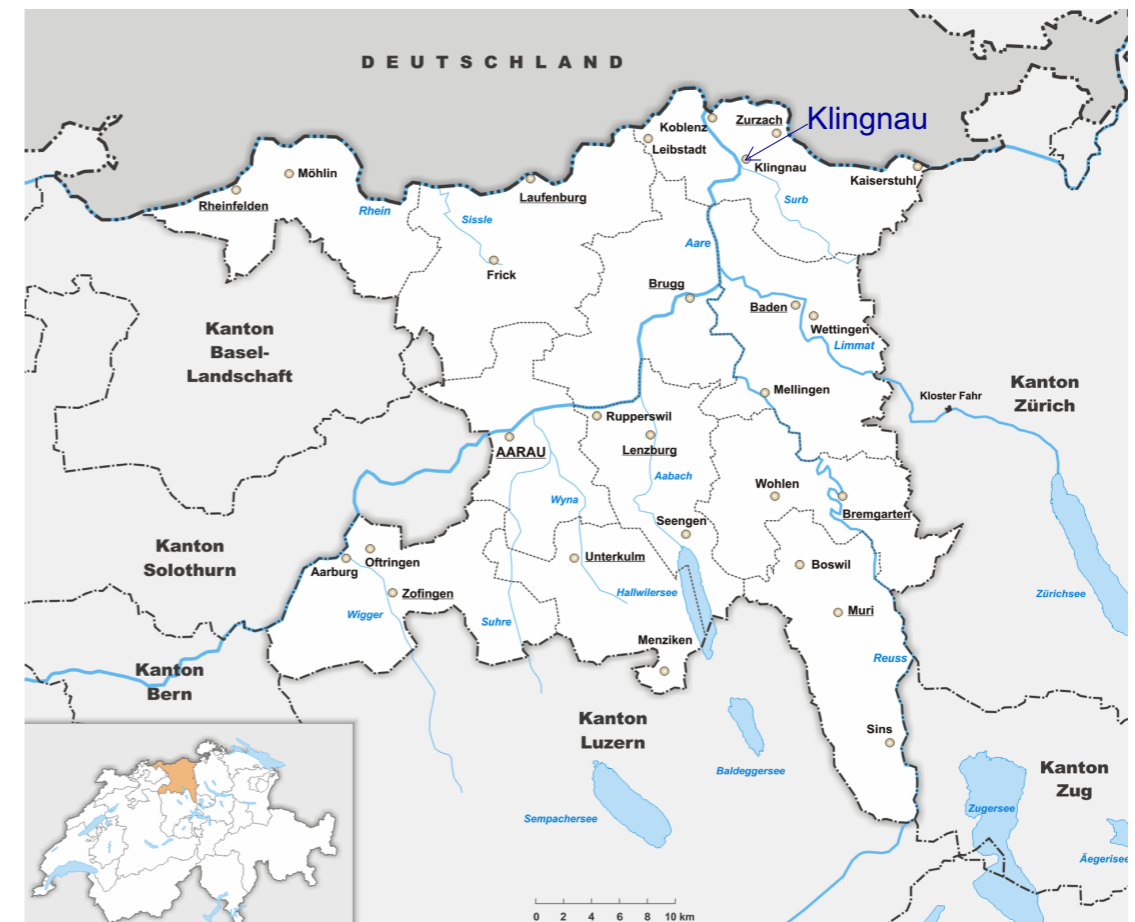 DEUTSCHLAND
Klingnau
Koblenz
Zurzach
Leibstadt
Klingnau
Kaiserstuhl
Möhlin
Rheinfelden
Laufenburg
Rhein
Sissle
Surb
Aare
Frick
Brugg
Baden
Wettingen
Limmat
Kanton
Basel-
Landschaft
Kanton
Zürich
Kloster Fahr
Mellingen
Rupperswil
AARAU
Lenzburg
Aabach
Wyna
Wohlen
Bremgarten
Seengen
Kanton
Solothurn
Oftringen
Aarburg
Unterkulm
Boswil
Zofingen
Hallwilersee
Zürichsee
Wigger
Suhre
Muri
Menziken
Reuss
Kanton
Bern
Kanton
Luzern
Sins
Baldeggersee
Kanton
Zug
Zugersee
Sempachersee
Äegerisee
0 2 4 6 8 10 km